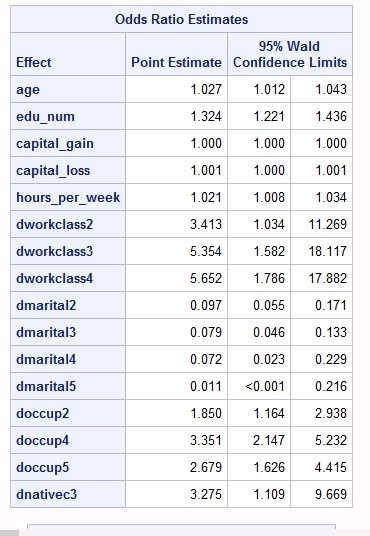 Odds Ratio Estimates
Effect Point Estimate 95% Wald Confidence Limits
age 1.027 1.012 1.043
edu_num 1.324 1.221 1.436
capital_gain 1.000 1.000 1.000
capital_loss 1.001 1.000 1.001
hours_per_week 1.021 1.008 1.034
dworkclass2 3.413 1.034 11.269
dworkclass3 5.354 1.582 18.117
dworkclass4 5.652 1.786 17.882
dmarital2 0.097 0.055 0.171
dmarital3 0.079 0.046 0.133
dmarital4 0.072 0.023 0.229
dmarital5 0.011 <0.001 0.216
doccup2 1.850 1.164 2.938
doccup4 3.351 2.147 5.232
doccup5 2.679 1.626 4.415
dnativec3 3.275 1.109 9.669